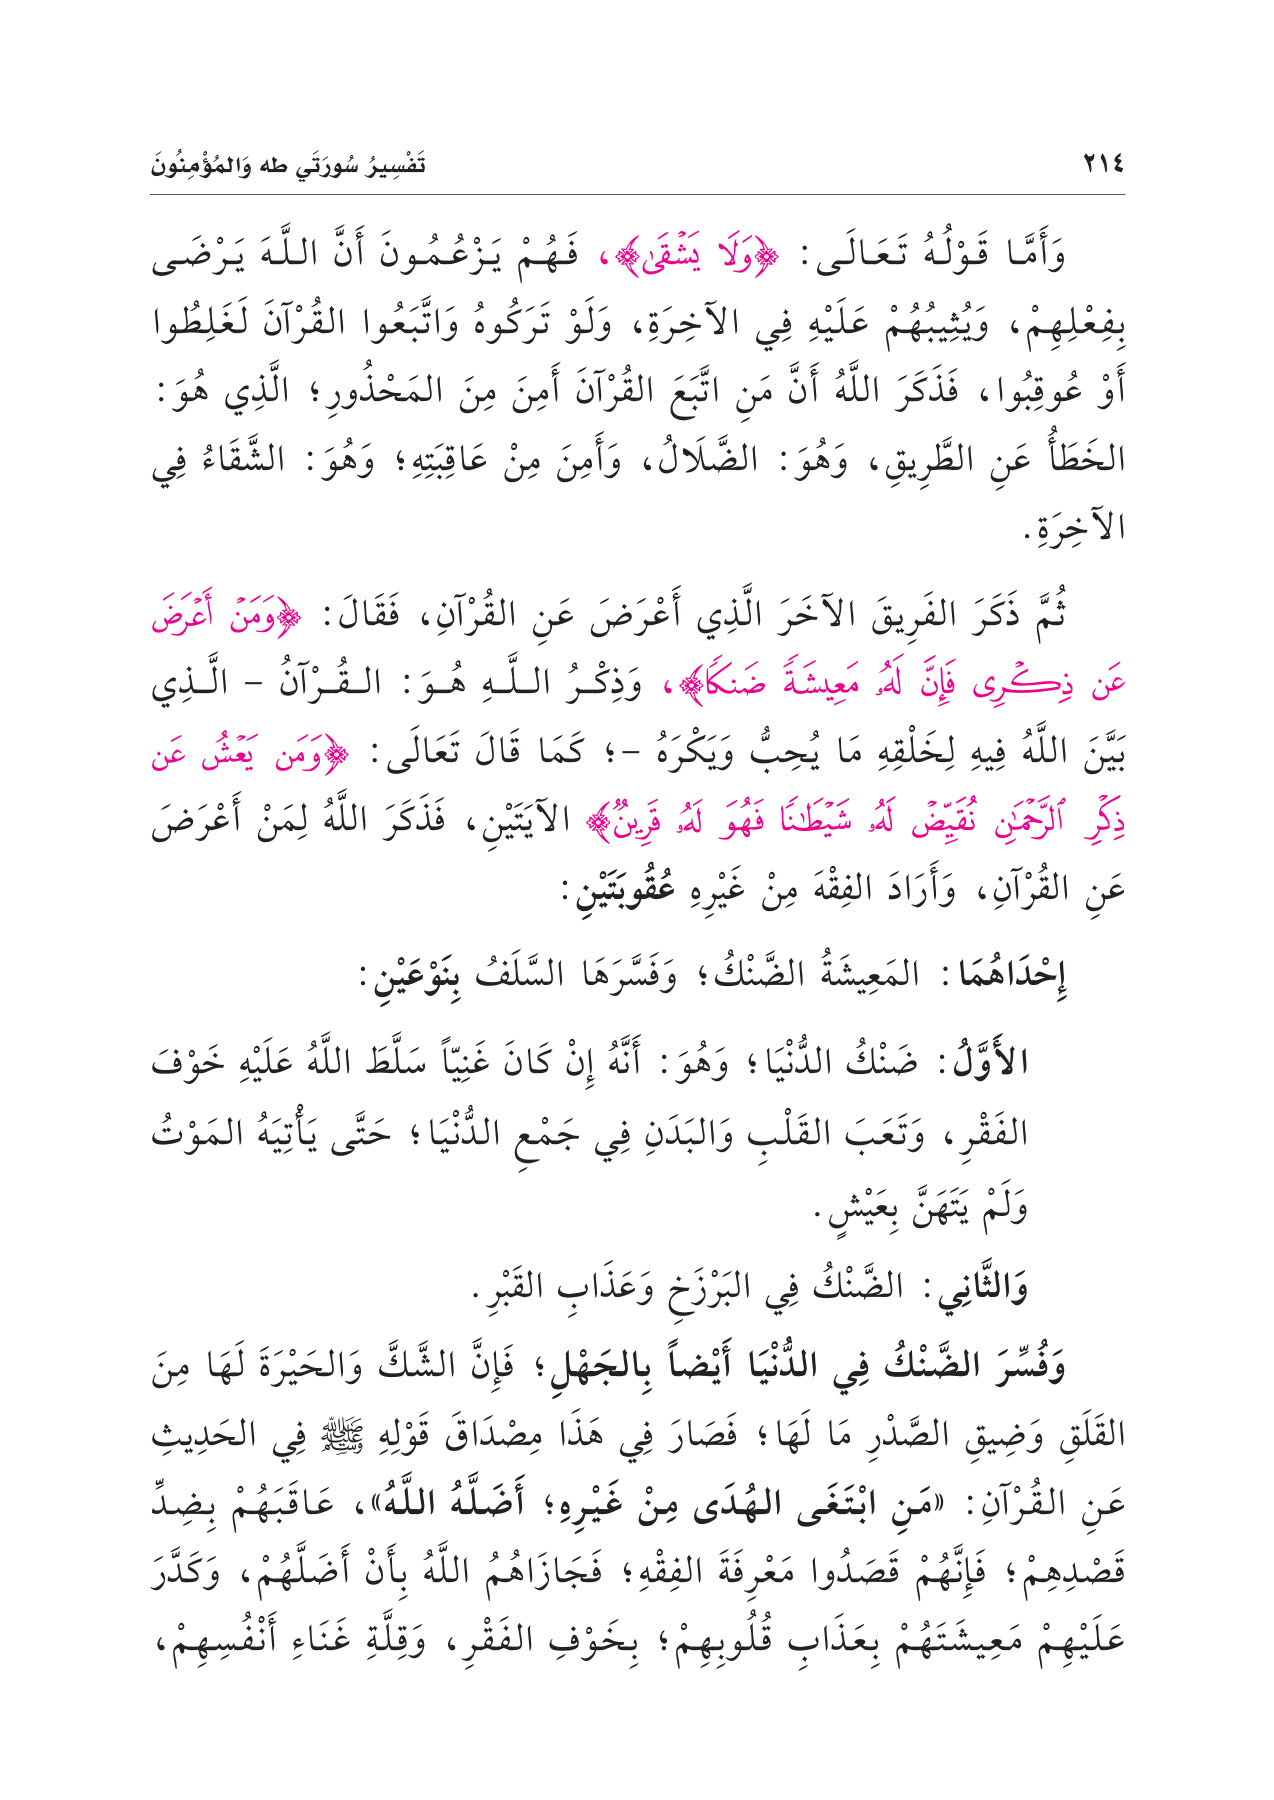 ٢١٤
تَفْسِيرُ سُورَتَي طه وَالمُؤْمِنُونَ
وَأَمَّا قَوْلُهُ تَعَالَى: ﴿وَلَا يَشْقَىٰ﴾، فَهُمْ يَزْعُمُونَ أَنَّ اللَّهَ يَرْضَى
بِفِعْلِهِمْ، وَيُثِيبُهُمْ عَلَيْهِ فِي الآخِرَةِ، وَلَوْ تَرَكُوهُ وَاتَّبَعُوا القُرْآنَ لَغَلِطُوا
أَوْ عُوقِبُوا، فَذَكَرَ اللَّهُ أَنَّ مَنِ اتَّبَعَ القُرْآنَ أَمِنَ مِنَ المَحْذُورِ؛ الَّذِي هُوَ:
الخَطَأُ عَنِ الطَّرِيقِ، وَهُوَ: الضَّلَالُ، وَأَمِنَ مِنْ عَاقِبَتِهِ؛ وَهُوَ: الشَّقَاءُ فِي
الآخِرَةِ.
ثُمَّ ذَكَرَ الفَرِيقَ الآخَرَ الَّذِي أَعْرَضَ عَنِ القُرْآنِ، فَقَالَ: ﴿وَمَنْ أَعْرَضَ
عَن ذِكْرِى فَإِنَّ لَهُۥ مَعِيشَةً ضَنكًا﴾، وَذِكْرُ اللَّهِ هُوَ: القُرْآنُ - الَّذِي
بَيَّنَ اللَّهُ فِيهِ لِخَلْقِهِ مَا يُحِبُّ وَيَكْرَهُ -؛ كَمَا قَالَ تَعَالَى: ﴿وَمَن يَعْشُ عَن
ذِكْرِ ٱلرَّحْمَـٰنِ نُقَيِّضْ لَهُۥ شَيْطَـٰنًا فَهُوَ لَهُۥ قَرِينٌ﴾ الآيَتَيْنِ، فَذَكَرَ اللَّهُ لِمَنْ أَعْرَضَ
عَنِ القُرْآنِ، وَأَرَادَ الفِقْهَ مِنْ غَيْرِهِ عُقُوبَتَيْنِ:
إِحْدَاهُمَا: المَعِيشَةُ الضَّنْكُ؛ وَفَسَّرَهَا السَّلَفُ بِنَوْعَيْنِ:
الأَوَّلُ: ضَنْكُ الدُّنْيَا؛ وَهُوَ: أَنَّهُ إِنْ كَانَ غَنِيّاً سَلَّطَ اللَّهُ عَلَيْهِ خَوْفَ
الفَقْرِ، وَتَعَبَ القَلْبِ وَالبَدَنِ فِي جَمْعِ الدُّنْيَا؛ حَتَّى يَأْتِيَهُ المَوْتُ
وَلَمْ يَتَهَنَّ بِعَيْشٍ.
وَالثَّانِي: الضَّنْكُ فِي البَرْزَخِ وَعَذَابِ القَبْرِ.
وَفُسِّرَ الضَّنْكُ فِي الدُّنْيَا أَيْضاً بِالجَهْلِ؛ فَإِنَّ الشَّكَّ وَالحَيْرَةَ لَهَا مِنَ
القَلَقِ وَضِيقِ الصَّدْرِ مَا لَهَا؛ فَصَارَ فِي هَذَا مِصْدَاقَ قَوْلِهِ ﷺ فِي الحَدِيثِ
عَنِ القُرْآنِ: «مَنِ ابْتَغَى الهُدَى مِنْ غَيْرِهِ؛ أَضَلَّهُ اللَّهُ»، عَاقَبَهُمْ بِضِدِّ
قَصْدِهِمْ؛ فَإِنَّهُمْ قَصَدُوا مَعْرِفَةَ الفِقْهِ؛ فَجَازَاهُمُ اللَّهُ بِأَنْ أَضَلَّهُمْ، وَكَدَّرَ
عَلَيْهِمْ مَعِيشَتَهُمْ بِعَذَابِ قُلُوبِهِمْ؛ بِخَوْفِ الفَقْرِ، وَقِلَّةِ غَنَاءِ أَنْفُسِهِمْ،